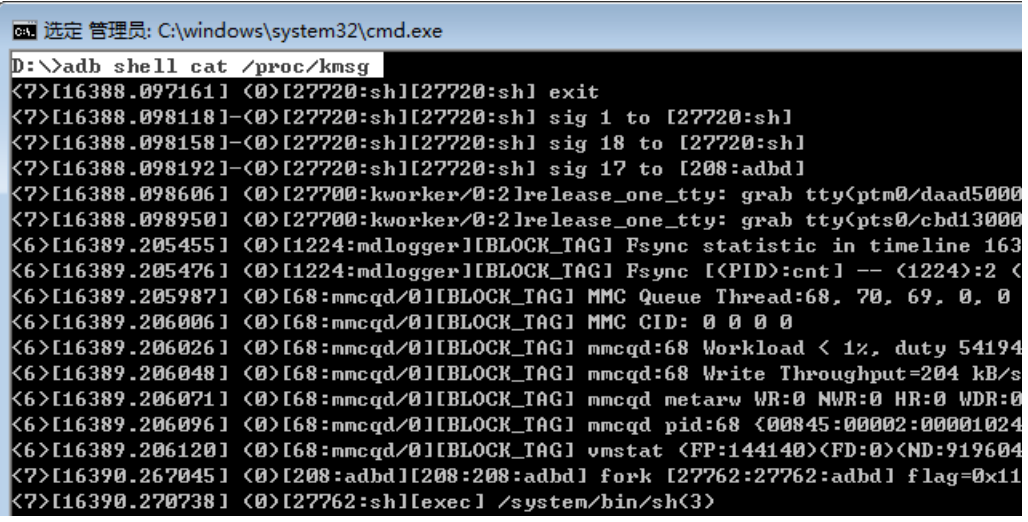 选定 管理员: C:\windows\system32\cmd.exe
D:\>adb shell cat /proc/kmsg
<7>[16388.097161] (0)[27720:sh][27720:sh] exit
<7>[16388.098118]-(0)[27720:sh][27720:sh] sig 1 to [27720:sh]
<7>[16388.098158]-(0)[27720:sh][27720:sh] sig 18 to [27720:sh]
<7>[16388.098192]-(0)[27720:sh][27720:sh] sig 17 to [208:adbd]
<7>[16388.098606] (0)[27700:kworker/0:2]release_one_tty: grab tty(ptm0/daad5000
<7>[16388.098950] (0)[27700:kworker/0:2]release_one_tty: grab tty(pts0/cbd13000
<6>[16389.205455] (0)[1224:mdlogger][BLOCK_TAG] Fsync statistic in timeline 163
<6>[16389.205476] (0)[1224:mdlogger][BLOCK_TAG] Fsync [(PID):cnt] -- (1224):2 (
<6>[16389.205987] (0)[68:mmcqd/0][BLOCK_TAG] MMC Queue Thread:68, 70, 69, 0, 0
<6>[16389.206006] (0)[68:mmcqd/0][BLOCK_TAG] MMC CID: 0 0 0 0
<6>[16389.206026] (0)[68:mmcqd/0][BLOCK_TAG] mmcqd:68 Workload < 1%, duty 54194
<6>[16389.206048] (0)[68:mmcqd/0][BLOCK_TAG] mmcqd:68 Write Throughput=204 kB/s
<6>[16389.206071] (0)[68:mmcqd/0][BLOCK_TAG] mmcqd metarw WR:0 NWR:0 HR:0 WDR:0
<6>[16389.206096] (0)[68:mmcqd/0][BLOCK_TAG] mmcqd pid:68 {00845:00002:00001024
<6>[16389.206120] (0)[68:mmcqd/0][BLOCK_TAG] vmstat (FP:144140)(FD:0)(ND:919604
<7>[16390.267045] (0)[208:adbd][208:208:adbd] fork [27762:27762:adbd] flag=0x11
<7>[16390.270738] (0)[27762:sh][exec] /system/bin/sh(3)